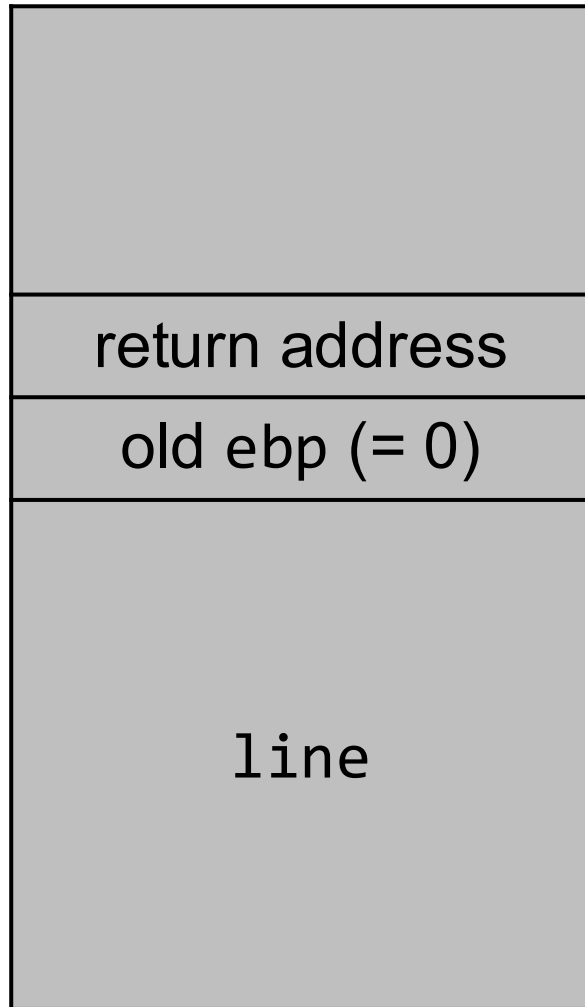 return address
old ebp (= 0)
line